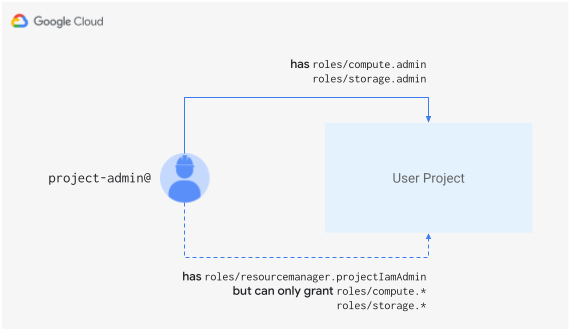 Google Cloud
has roles/compute.admin
roles/storage.admin
project-admin@
User Project
has roles/resourcemanager.projectIamAdmin
but can only grant roles/compute.*
roles/storage.*